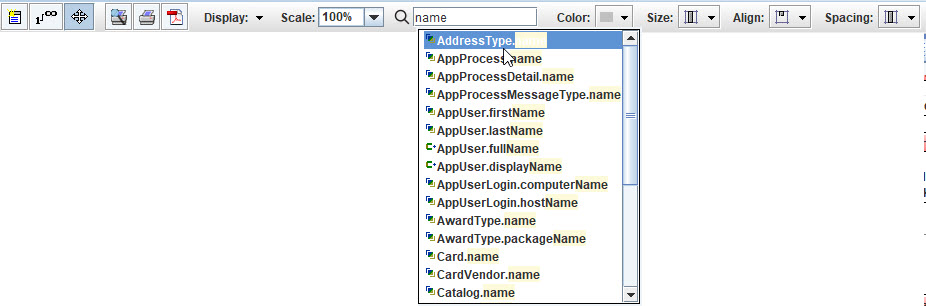 Display: Scale: 100% name Color: Size: Align: Spacing:
AddressType.name
AppProcess.name
AppProcessDetail.name
AppProcessMessageType.name
AppUser.firstName
AppUser.lastName
AppUser.fullName
AppUser.displayName
AppUserLogin.computerName
AppUserLogin.hostName
AwardType.name
AwardType.packageName
Card.name
CardVendor.name
Catalog.name